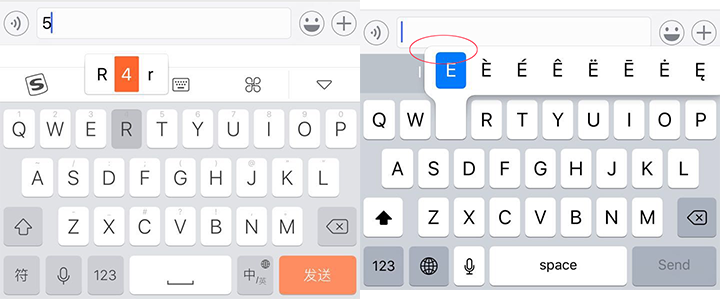 5
R 4 r
Q W E R T Y U I O P
A S D F G H J K L
Z X C V B N M
符 123 中/英 发送
E È É Ê Ë Ē Ė Ę
Q W R T Y U I O P
A S D F G H J K L
Z X C V B N M
123 space Send